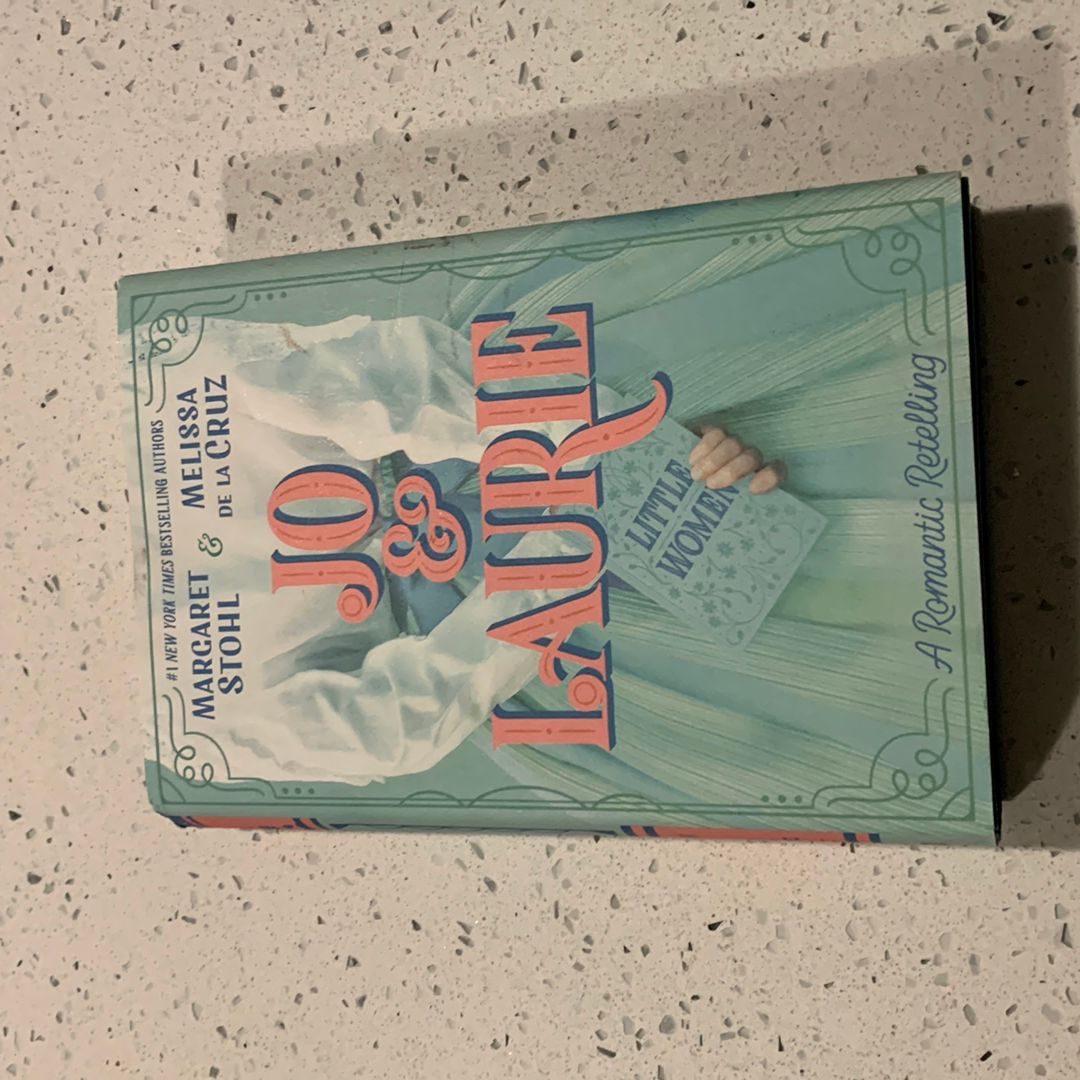 #1 NEW YORK TIMES BESTSELLING AUTHORS
MARGARET STOHL
&
MELISSA DE LA CRUZ
JO
&
LAURIE
LITTLE
WOMEN
A Romantic Retelling